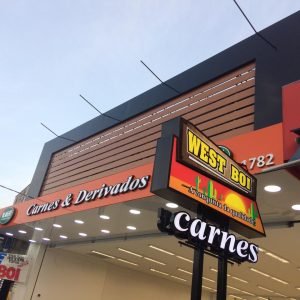 Carnes & Derivados
1782
WEST BOI
carnes
BOI